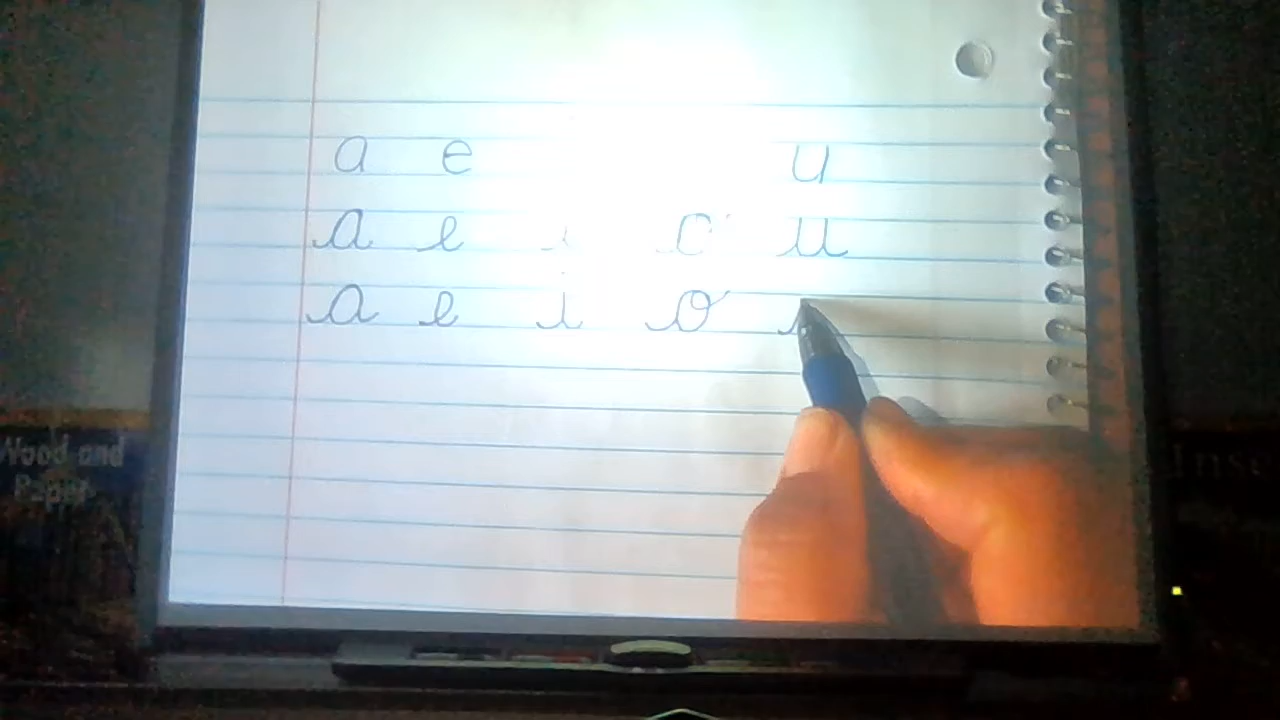 a e u
a e i o u
a e i o
Wood and
Paper